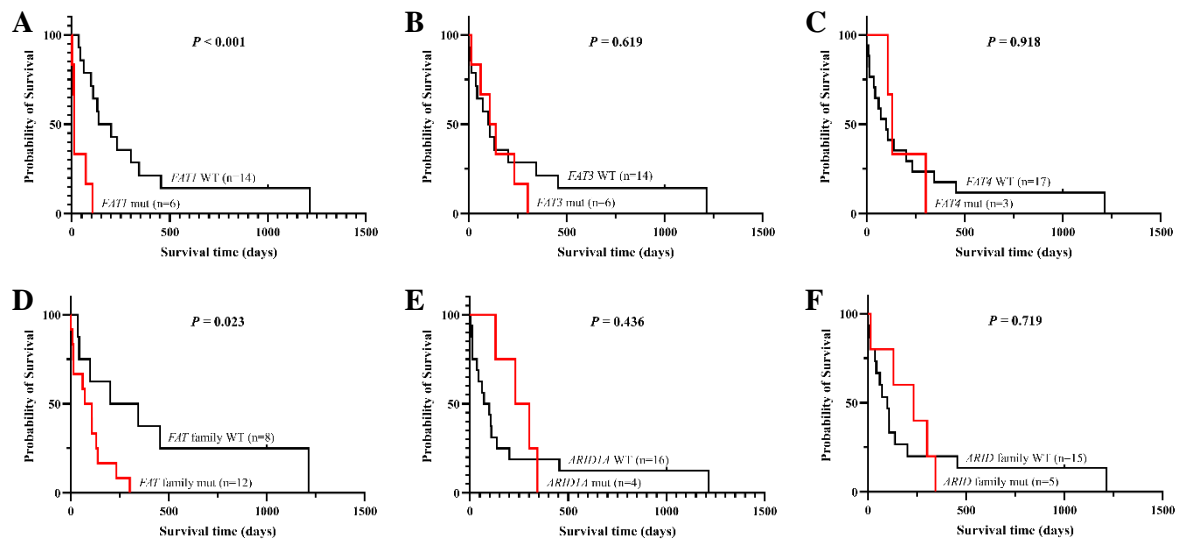 A
P < 0.001
100
50
0
Probability of Survival
FAT1 WT (n=14)
FAT1 mut (n=6)
0 500 1000 1500
Survival time (days)
B
P = 0.619
100
50
0
Probability of Survival
FAT3 WT (n=14)
FAT3 mut (n=6)
0 500 1000 1500
Survival time (days)
C
P = 0.918
100
50
0
Probability of Survival
FAT4 WT (n=17)
FAT4 mut (n=3)
0 500 1000 1500
Survival time (days)
D
P = 0.023
100
50
0
Probability of Survival
FAT family WT (n=8)
FAT family mut (n=12)
0 500 1000 1500
Survival time (days)
E
P = 0.436
100
50
0
Probability of Survival
ARID1A WT (n=16)
ARID1A mut (n=4)
0 500 1000 1500
Survival time (days)
F
P = 0.719
100
50
0
Probability of Survival
ARID family WT (n=15)
ARID family mut (n=5)
0 500 1000 1500
Survival time (days)